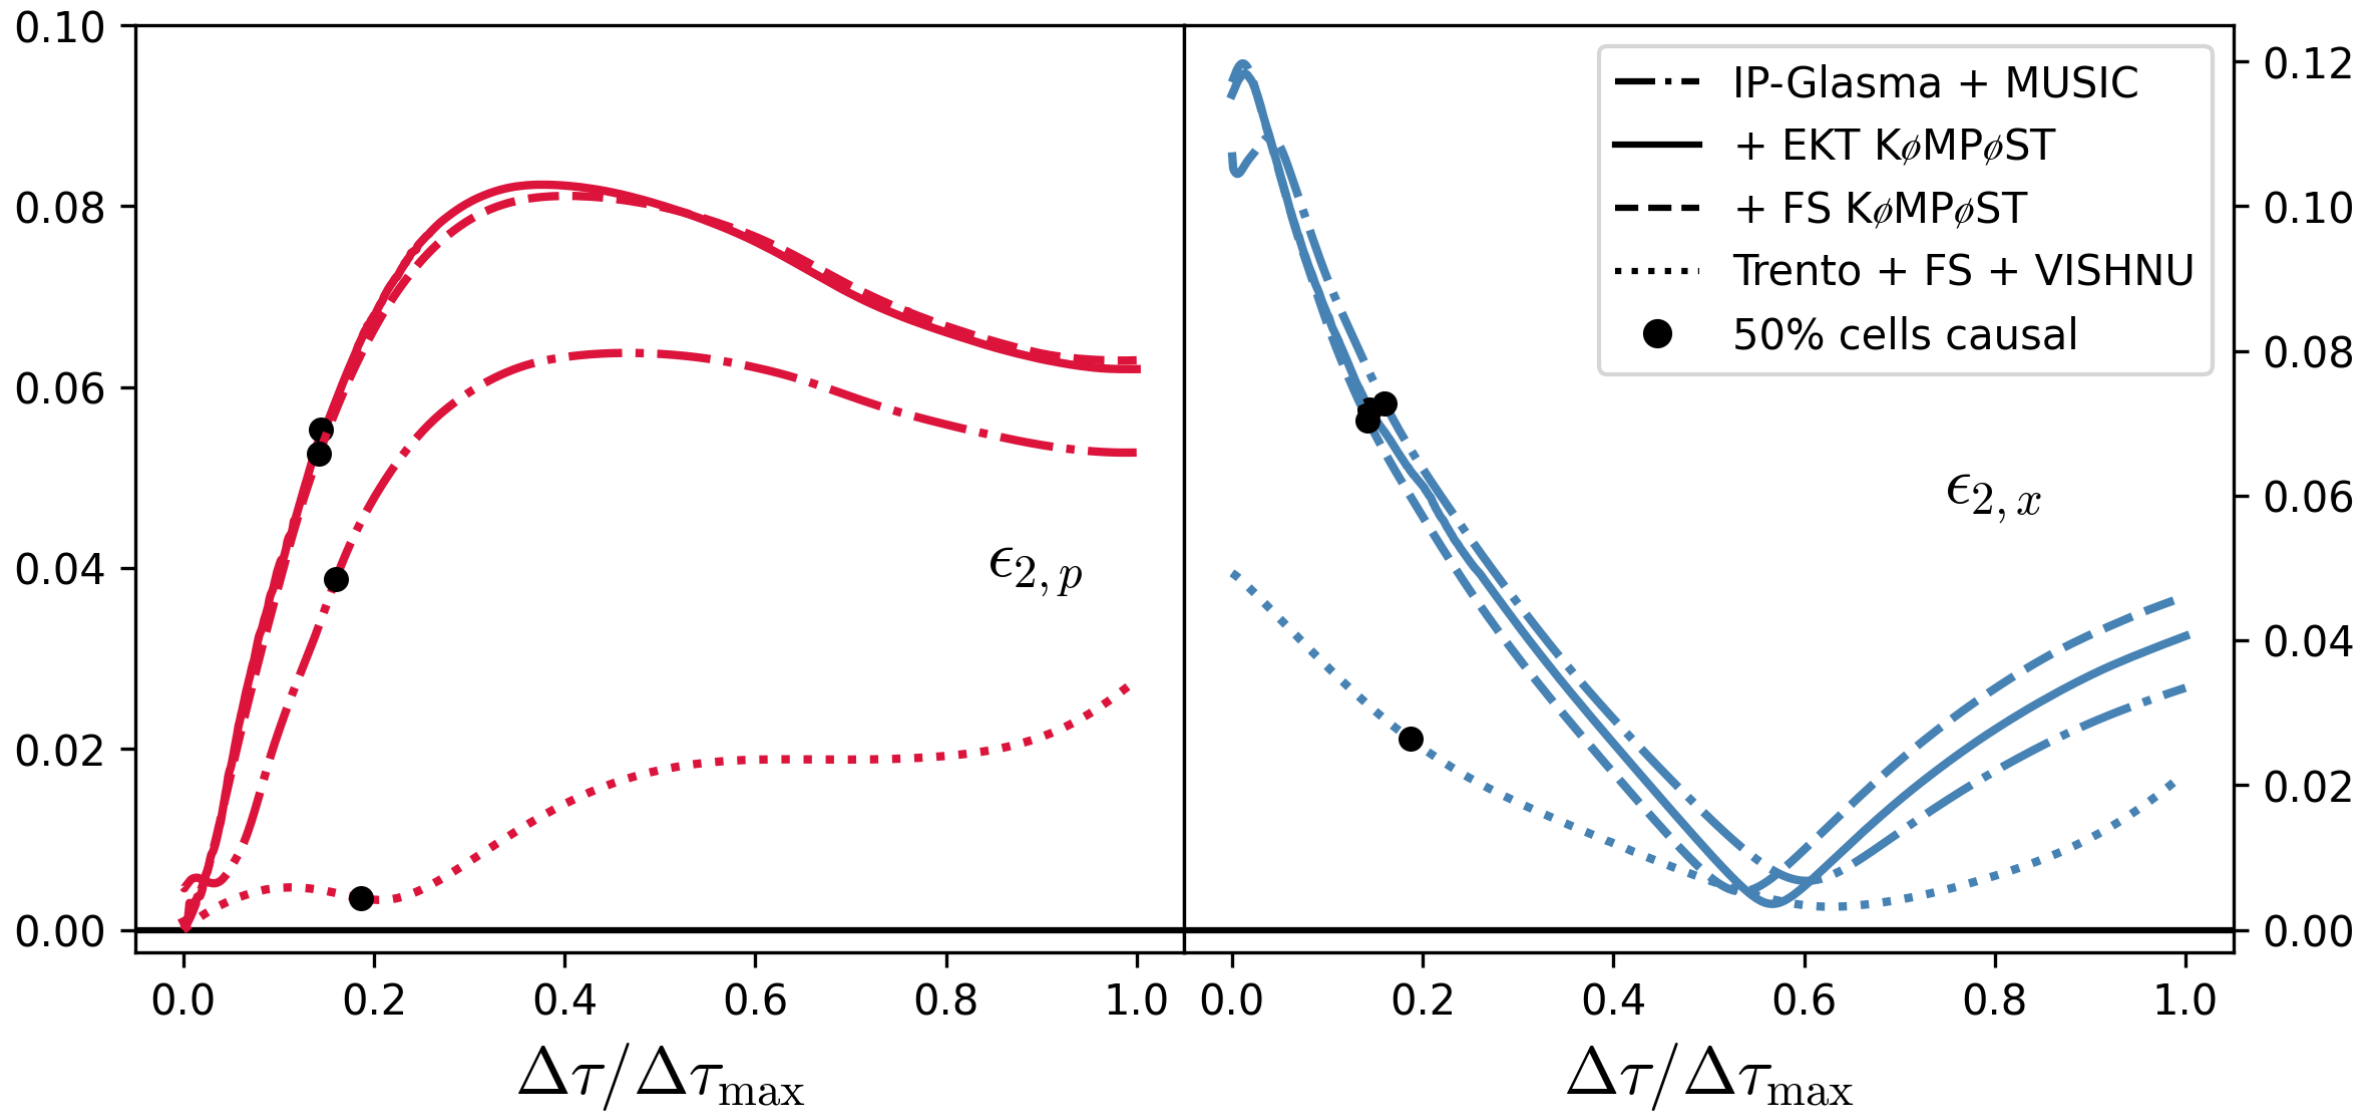 0.10
0.08
0.06
0.04
0.02
0.00
0.0 0.2 0.4 0.6 0.8 1.0
Δτ/Δτmax
ϵ2,p
IP-Glasma + MUSIC
+ EKT KϕMPϕST
+ FS KϕMPϕST
Trento + FS + VISHNU
50% cells causal
ϵ2,x
0.12
0.10
0.08
0.06
0.04
0.02
0.00
0.0 0.2 0.4 0.6 0.8 1.0
Δτ/Δτmax